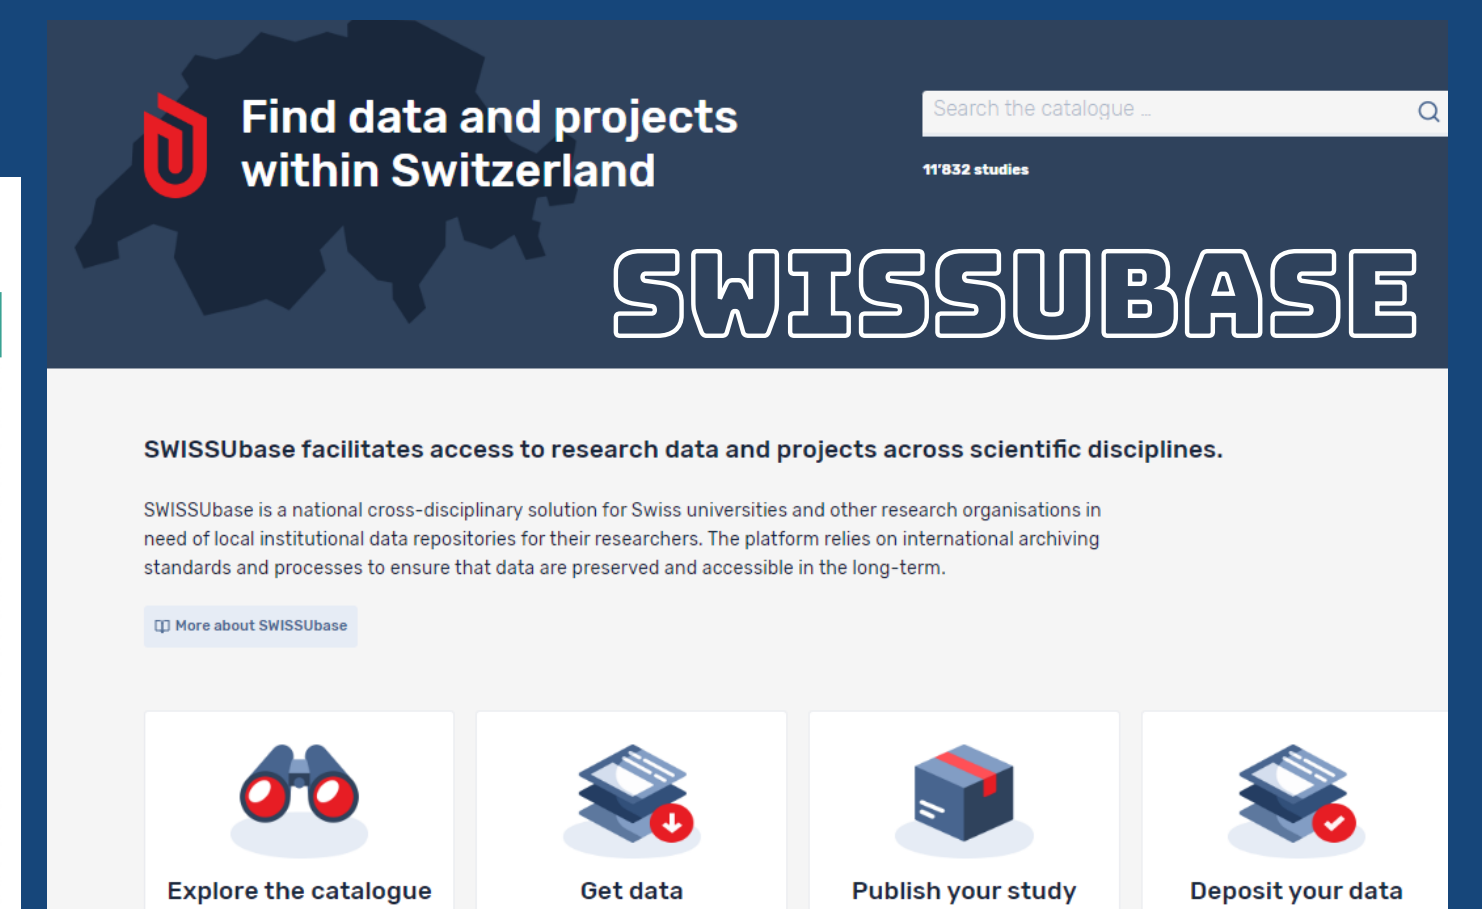 Find data and projects
within Switzerland
Search the catalogue ...
11'832 studies
SWISSUBASE
SWISSUbase facilitates access to research data and projects across scientific disciplines.
SWISSUbase is a national cross-disciplinary solution for Swiss universities and other research organisations in
need of local institutional data repositories for their researchers. The platform relies on international archiving
standards and processes to ensure that data are preserved and accessible in the long-term.
More about SWISSUbase
Explore the catalogue
Get data
Publish your study
Deposit your data